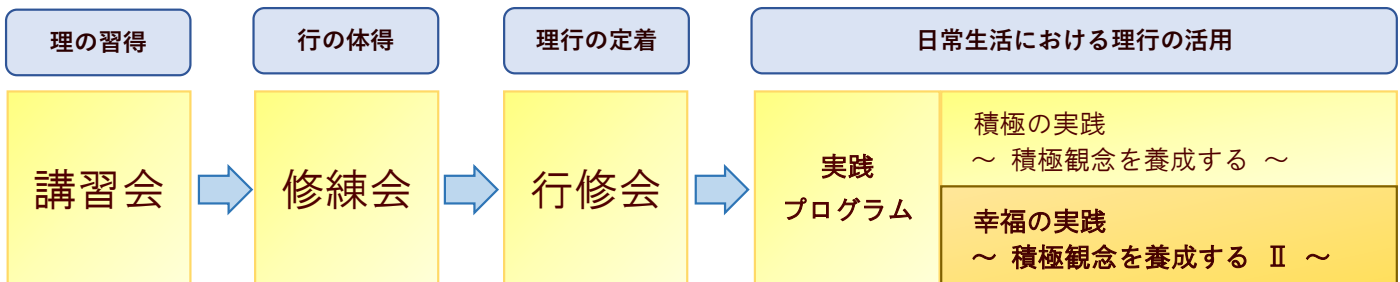 理の習得
行の体得
理行の定着
日常生活における理行の活用
講習会
修練会
行修会
実践
プログラム
積極の実践
～ 積極観念を養成する ～
幸福の実践
～ 積極観念を養成する Ⅱ ～